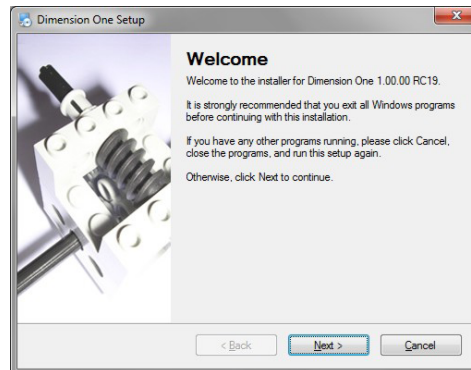 Dimension One Setup
Welcome
Welcome to the installer for Dimension One 1.00.00 RC19.
It is strongly recommended that you exit all Windows programs
before continuing with this installation.
If you have any other programs running, please click Cancel,
close the programs, and run this setup again.
Otherwise, click Next to continue.
< Back Next > Cancel